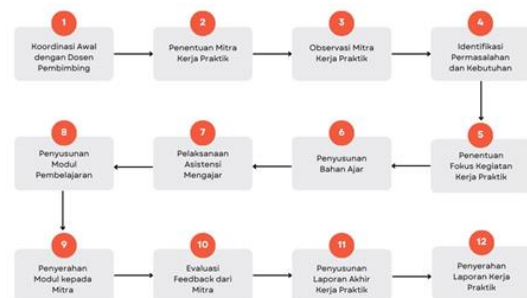 1
Koordinasi Awal
dengan Dosen
Pembimbing
2
Penentuan Mitra
Kerja Praktik
3
Observasi Mitra
Kerja Praktik
4
Identifikasi
Permasalahan
dan Kebutuhan
5
Penentuan
Fokus Kegiatan
Kerja Praktik
6
Penyusunan
Bahan Ajar
7
Pelaksanaan
Asistensi
Mengajar
8
Penyusunan
Modul
Pembelajaran
9
Penyerahan
Modul kepada
Mitra
10
Evaluasi
Feedback dari
Mitra
11
Penyusunan
Laporan Akhir
Kerja Praktik
12
Penyerahan
Laporan Kerja
Praktik